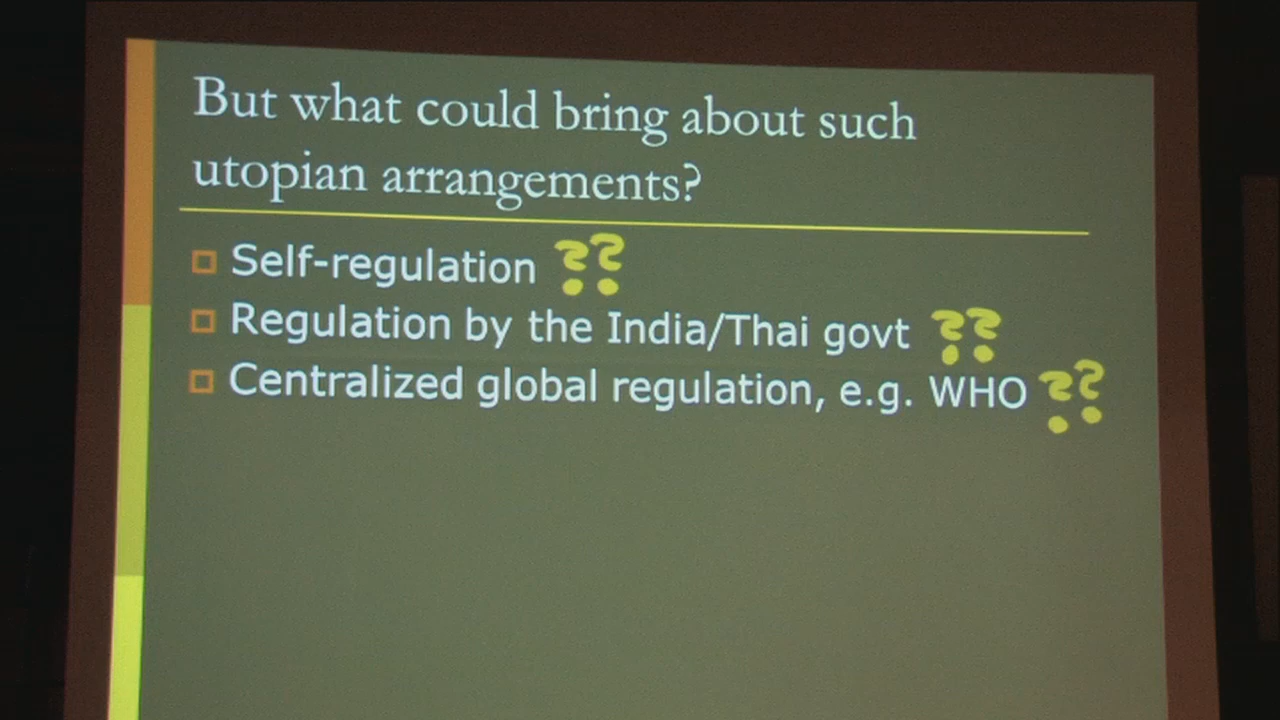 But what could bring about such
utopian arrangements?
Self-regulation ??
Regulation by the India/Thai govt ??
Centralized global regulation, e.g. WHO ??